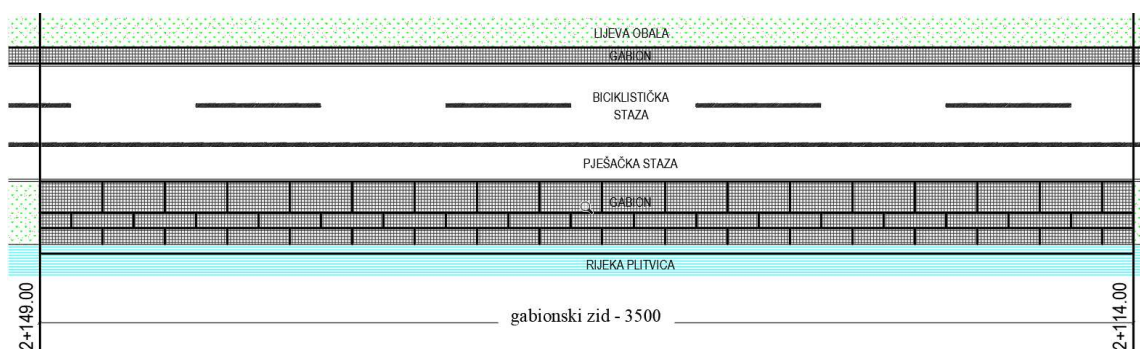 LIJEVA OBALA
GABION
BICIKLISTIČKA
STAZA
PJEŠAČKA STAZA
GABION
RIJEKA PLITVICA
2+149.00
gabionski zid - 3500
2+114.00